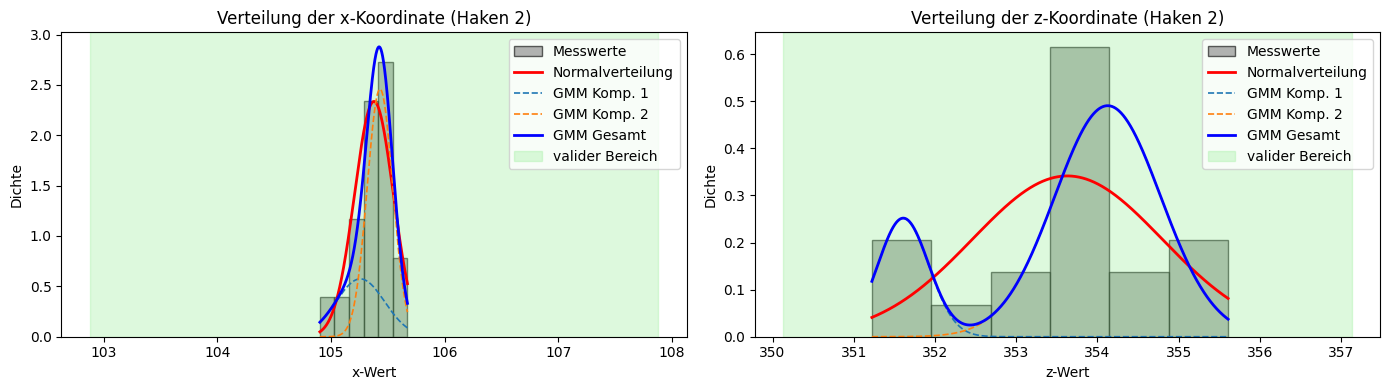 Verteilung der x-Koordinate (Haken 2)
3.0
2.5
2.0
1.5
1.0
0.5
0.0
Dichte
103
104
105
106
107
108
x-Wert
Messwerte
Normalverteilung
GMM Komp. 1
GMM Komp. 2
GMM Gesamt
valider Bereich
Verteilung der z-Koordinate (Haken 2)
0.6
0.5
0.4
0.3
0.2
0.1
0.0
Dichte
350
351
352
353
354
355
356
357
z-Wert
Messwerte
Normalverteilung
GMM Komp. 1
GMM Komp. 2
GMM Gesamt
valider Bereich